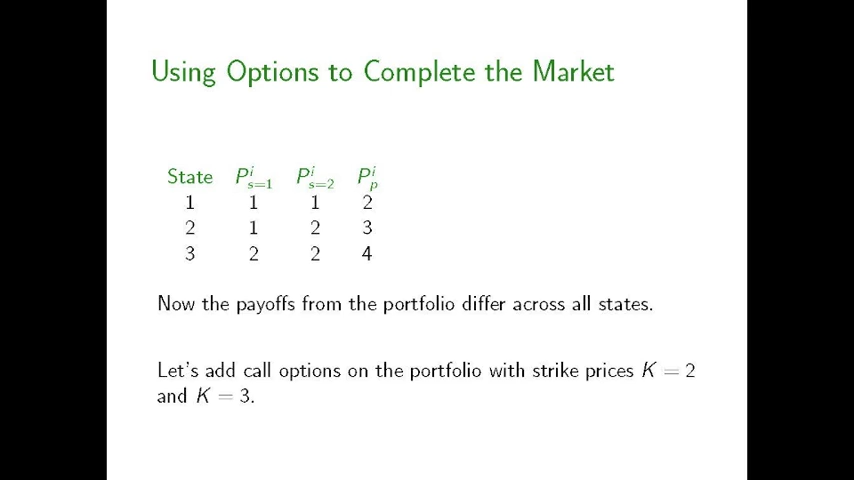 Using Options to Complete the Market
State P^i_{s=1} P^i_{s=2} P^i_p
1 1 1 2
2 1 2 3
3 2 2 4
Now the payoffs from the portfolio differ across all states.
Let's add call options on the portfolio with strike prices K = 2
and K = 3.